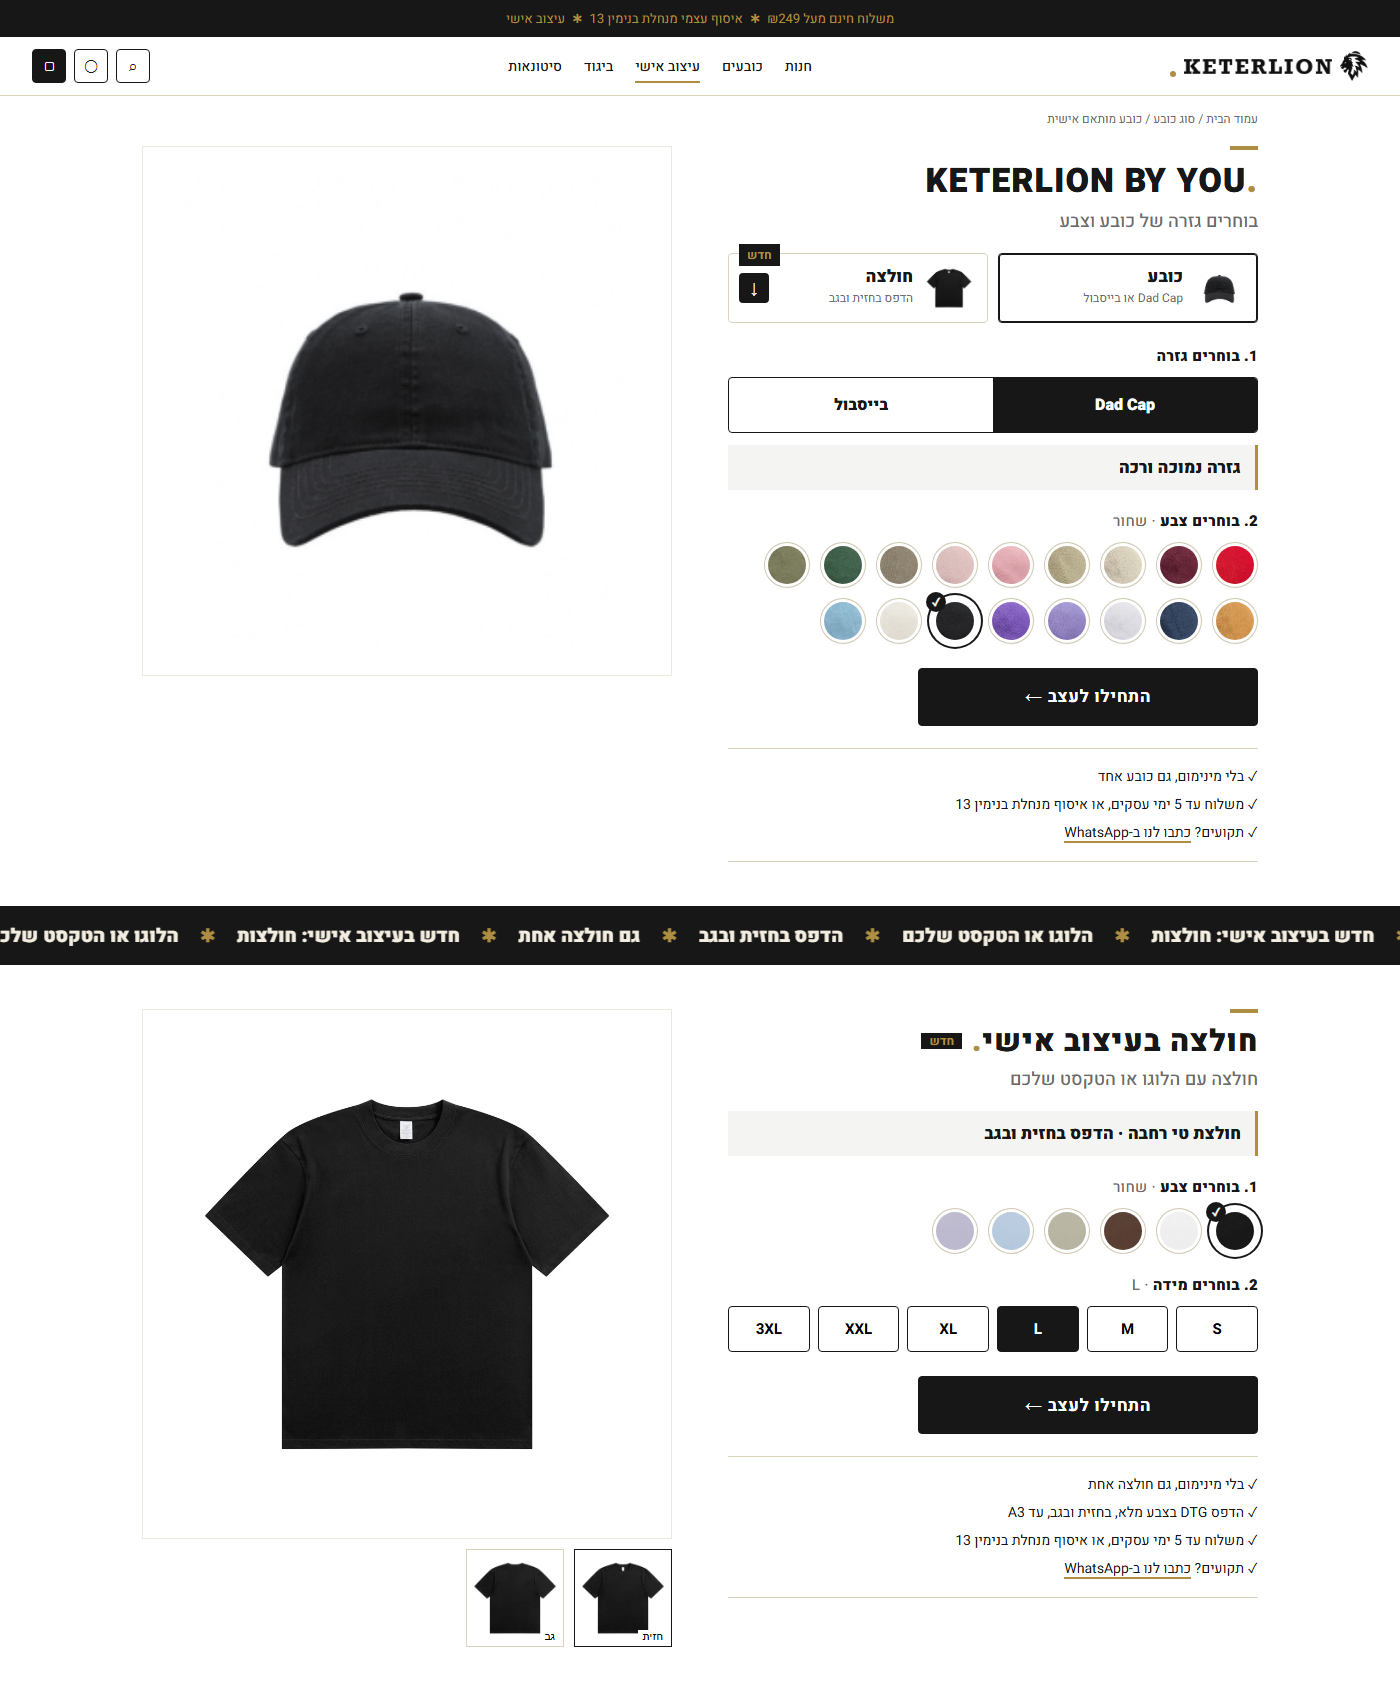 משלוח חינם מעל ₪249 ✱ איסוף עצמי מנחלת בנימין 13 ✱ עיצוב אישי
KETERLION.
חנות כובעים עיצוב אישי ביגוד סיטונאות
עמוד הבית / סוג כובע / כובע מותאם אישית
KETERLION BY YOU.
בוחרים גזרה של כובע וצבע
כובע
Dad Cap או בייסבול
חדש
חולצה
הדפס בחזית ובגב
↓
1. בוחרים גזרה
Dad Cap
בייסבול
גזרה נמוכה ורכה
2. בוחרים צבע · שחור
התחילו לעצב ←
✓ בלי מינימום, גם כובע אחד
✓ משלוח עד 5 ימי עסקים, או איסוף מנחלת בנימין 13
✓ תקועים? כתבו לנו ב-WhatsApp
✱ חדש בעיצוב אישי: חולצות ✱ הלוגו או הטקסט שלכם ✱ הדפס בחזית ובגב ✱ גם חולצה אחת ✱ חדש בעיצוב אישי: חולצות ✱ הלוגו או הטקסט שלכ
חולצה בעיצוב אישי. חדש
חולצה עם הלוגו או הטקסט שלכם
חולצת טי רחבה · הדפס בחזית ובגב
1. בוחרים צבע · שחור
2. בוחרים מידה · L
S M L XL XXL 3XL
התחילו לעצב ←
✓ בלי מינימום, גם חולצה אחת
✓ הדפס DTG בצבע מלא, בחזית ובגב, עד A3
✓ משלוח עד 5 ימי עסקים, או איסוף מנחלת בנימין 13
✓ תקועים? כתבו לנו ב-WhatsApp
חזית
גב